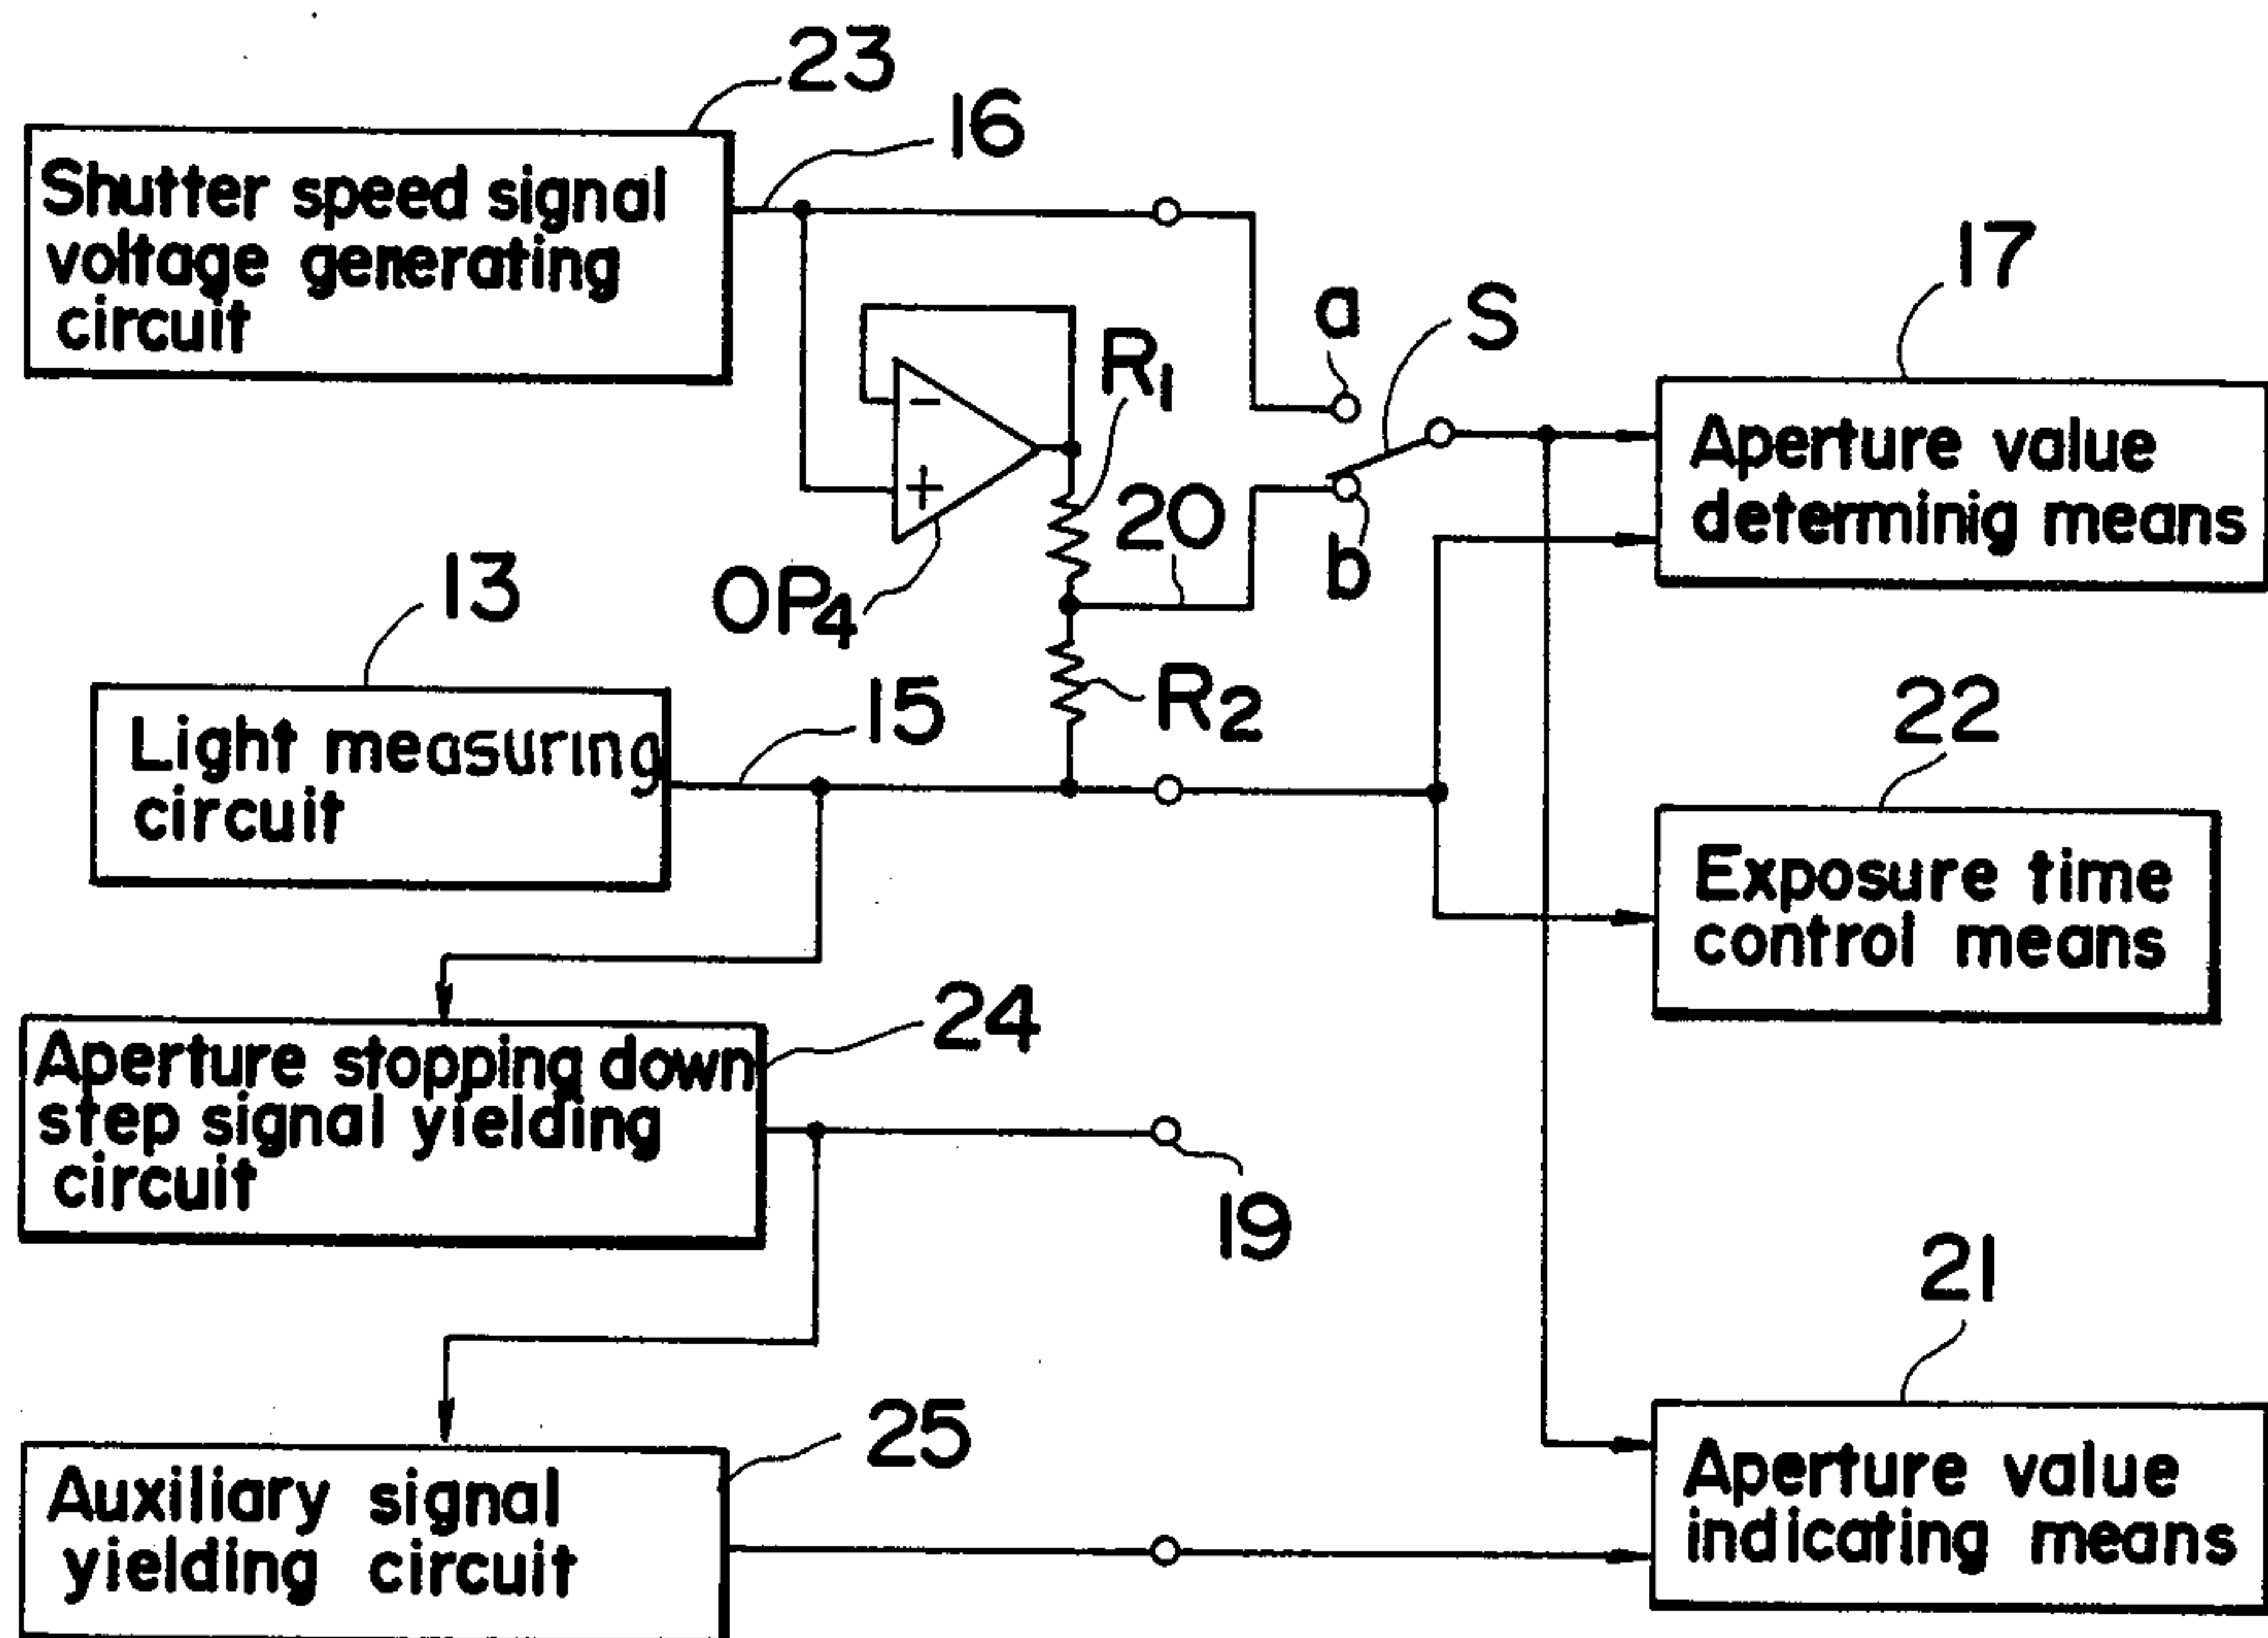 23
16
Shutter speed signal
voltage generating
circuit
17
a
S
R1
-
+
Aperture value
determinig means
20
b
OP4
13
15
R2
22
Light measuring
circuit
Exposure time
control means
24
Aperture stopping down
step signal yielding
circuit
19
21
25
Auxiliary signal
yielding circuit
Aperture value
indicating means